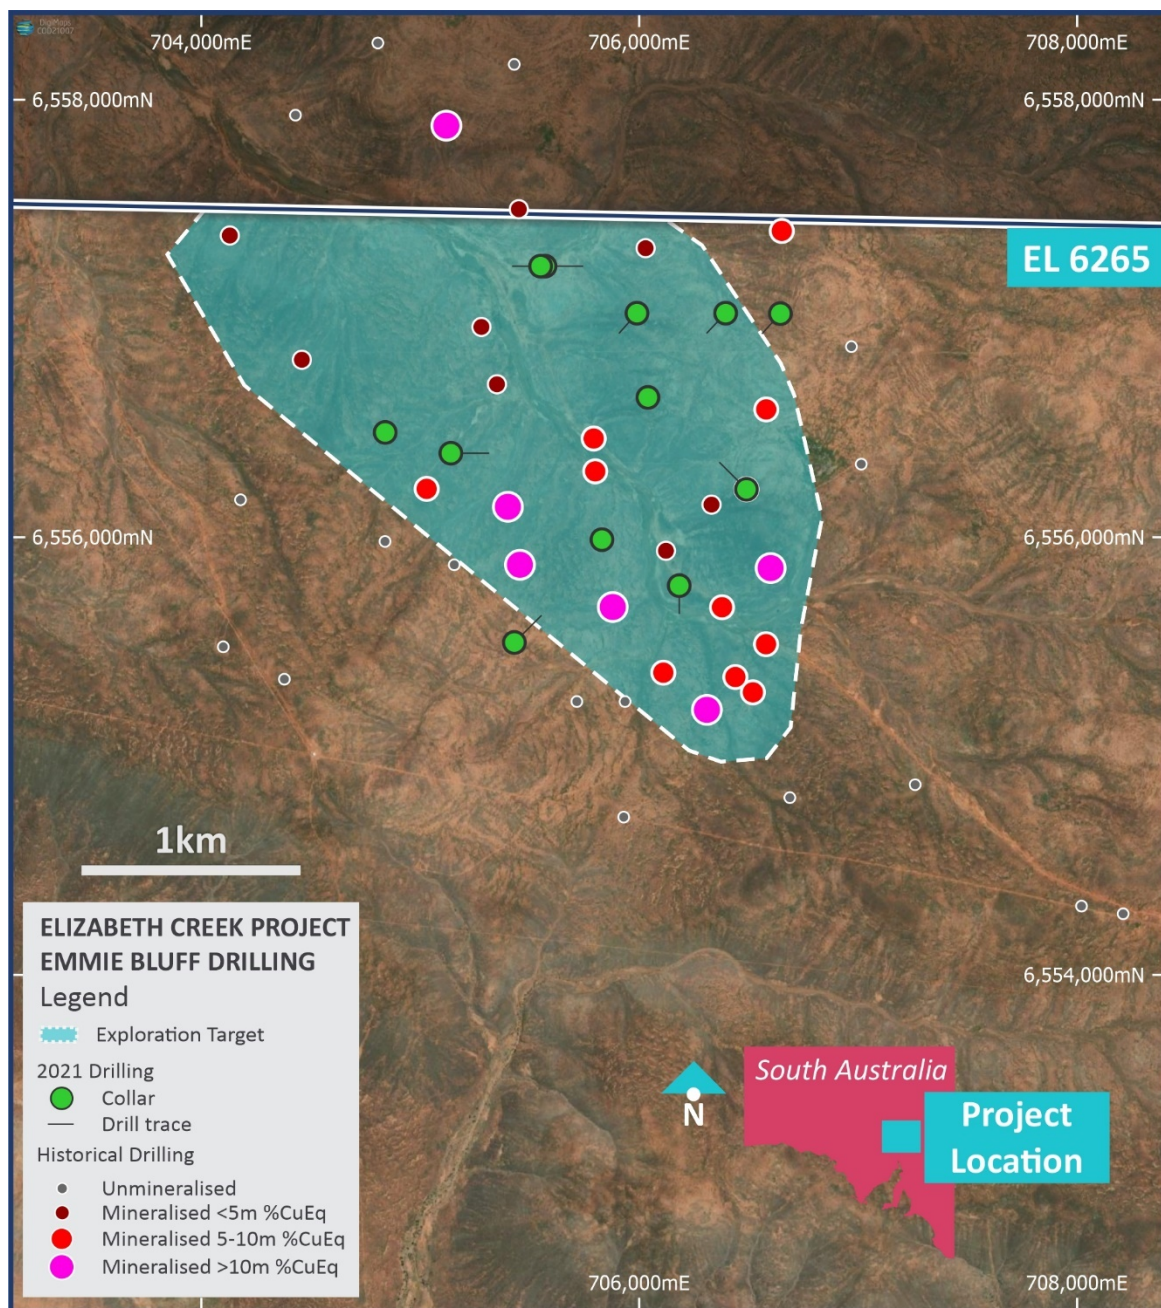 DigiMaps
COD21002
704,000mE
706,000mE
708,000mE
6,558,000mN
6,558,000mN
EL 6265
6,556,000mN
6,556,000mN
1km
ELIZABETH CREEK PROJECT
EMMIE BLUFF DRILLING
Legend
Exploration Target
2021 Drilling
Collar
Drill trace
Historical Drilling
Unmineralised
Mineralised <5m %CuEq
Mineralised 5-10m %CuEq
Mineralised >10m %CuEq
6,554,000mN
South Australia
N
Project
Location
706,000mE
708,000mE